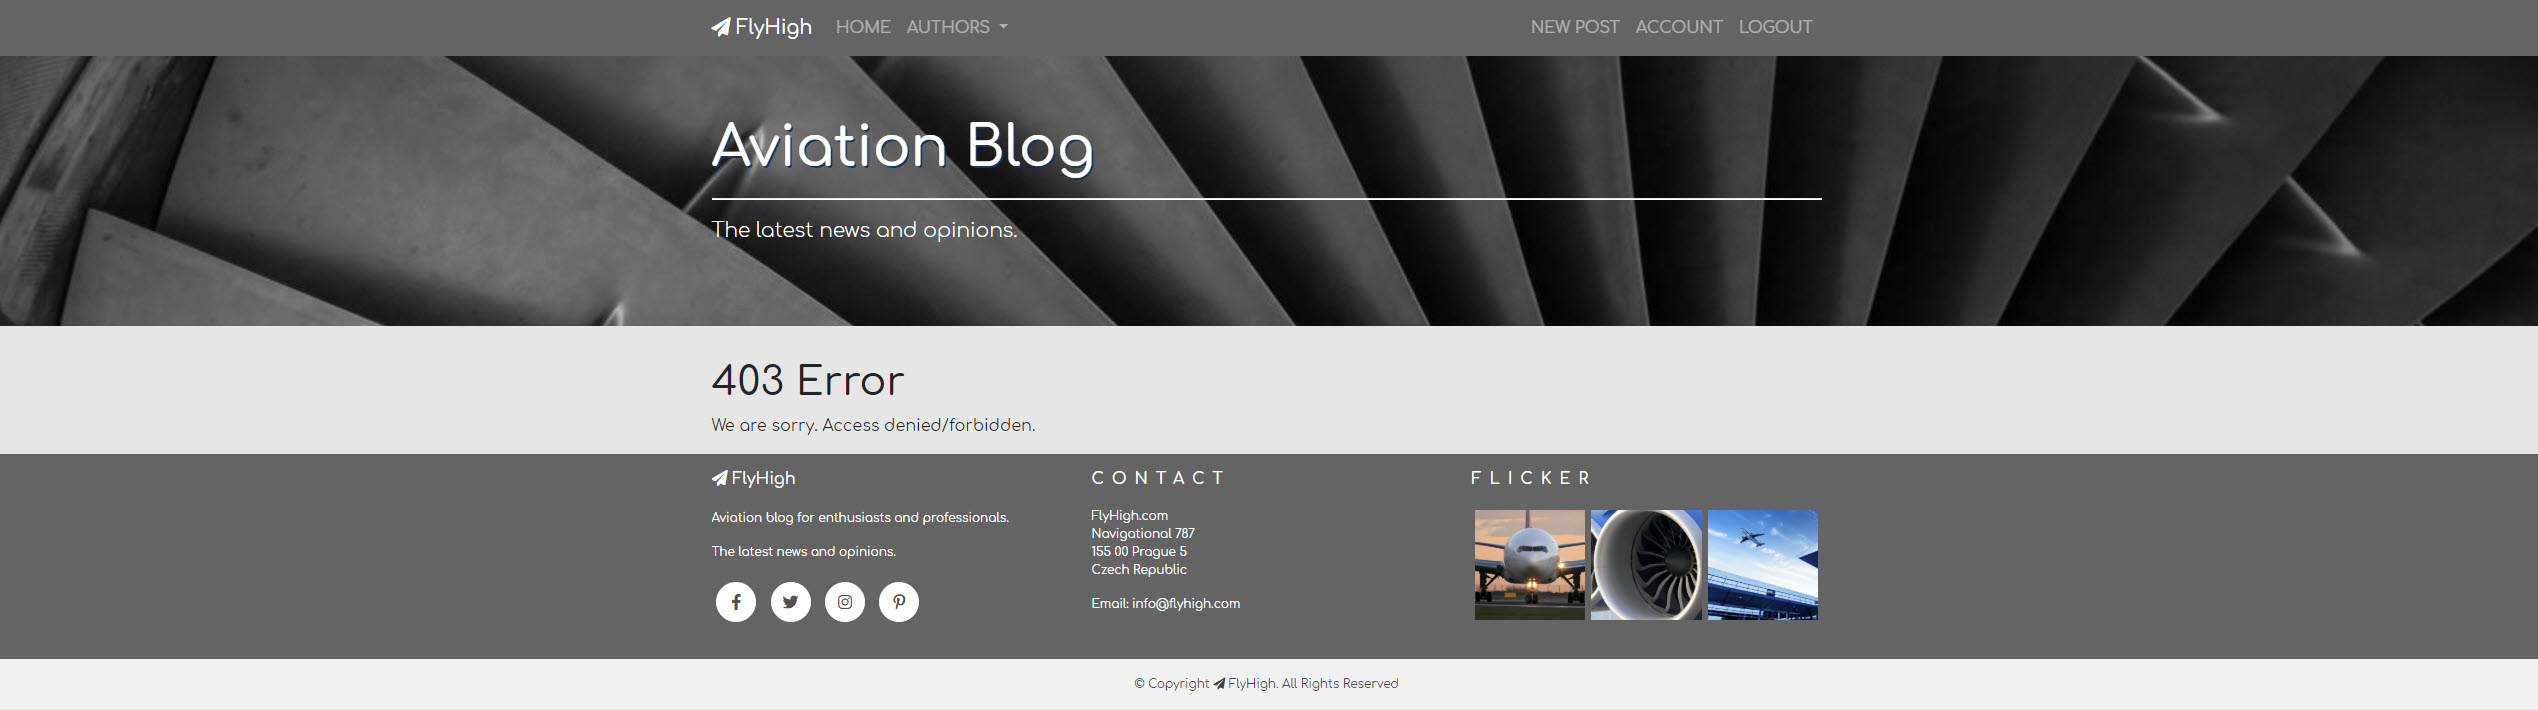 FlyHigh HOME AUTHORS NEW POST ACCOUNT LOGOUT
Aviation Blog
The latest news and opinions.
403 Error
We are sorry. Access denied/forbidden.
FlyHigh
Aviation blog for enthusiasts and professionals.
The latest news and opinions.
CONTACT
FlyHigh.com
Navigational 787
155 00 Prague 5
Czech Republic
Email: info@flyhigh.com
FLICKER
© Copyright FlyHigh. All Rights Reserved